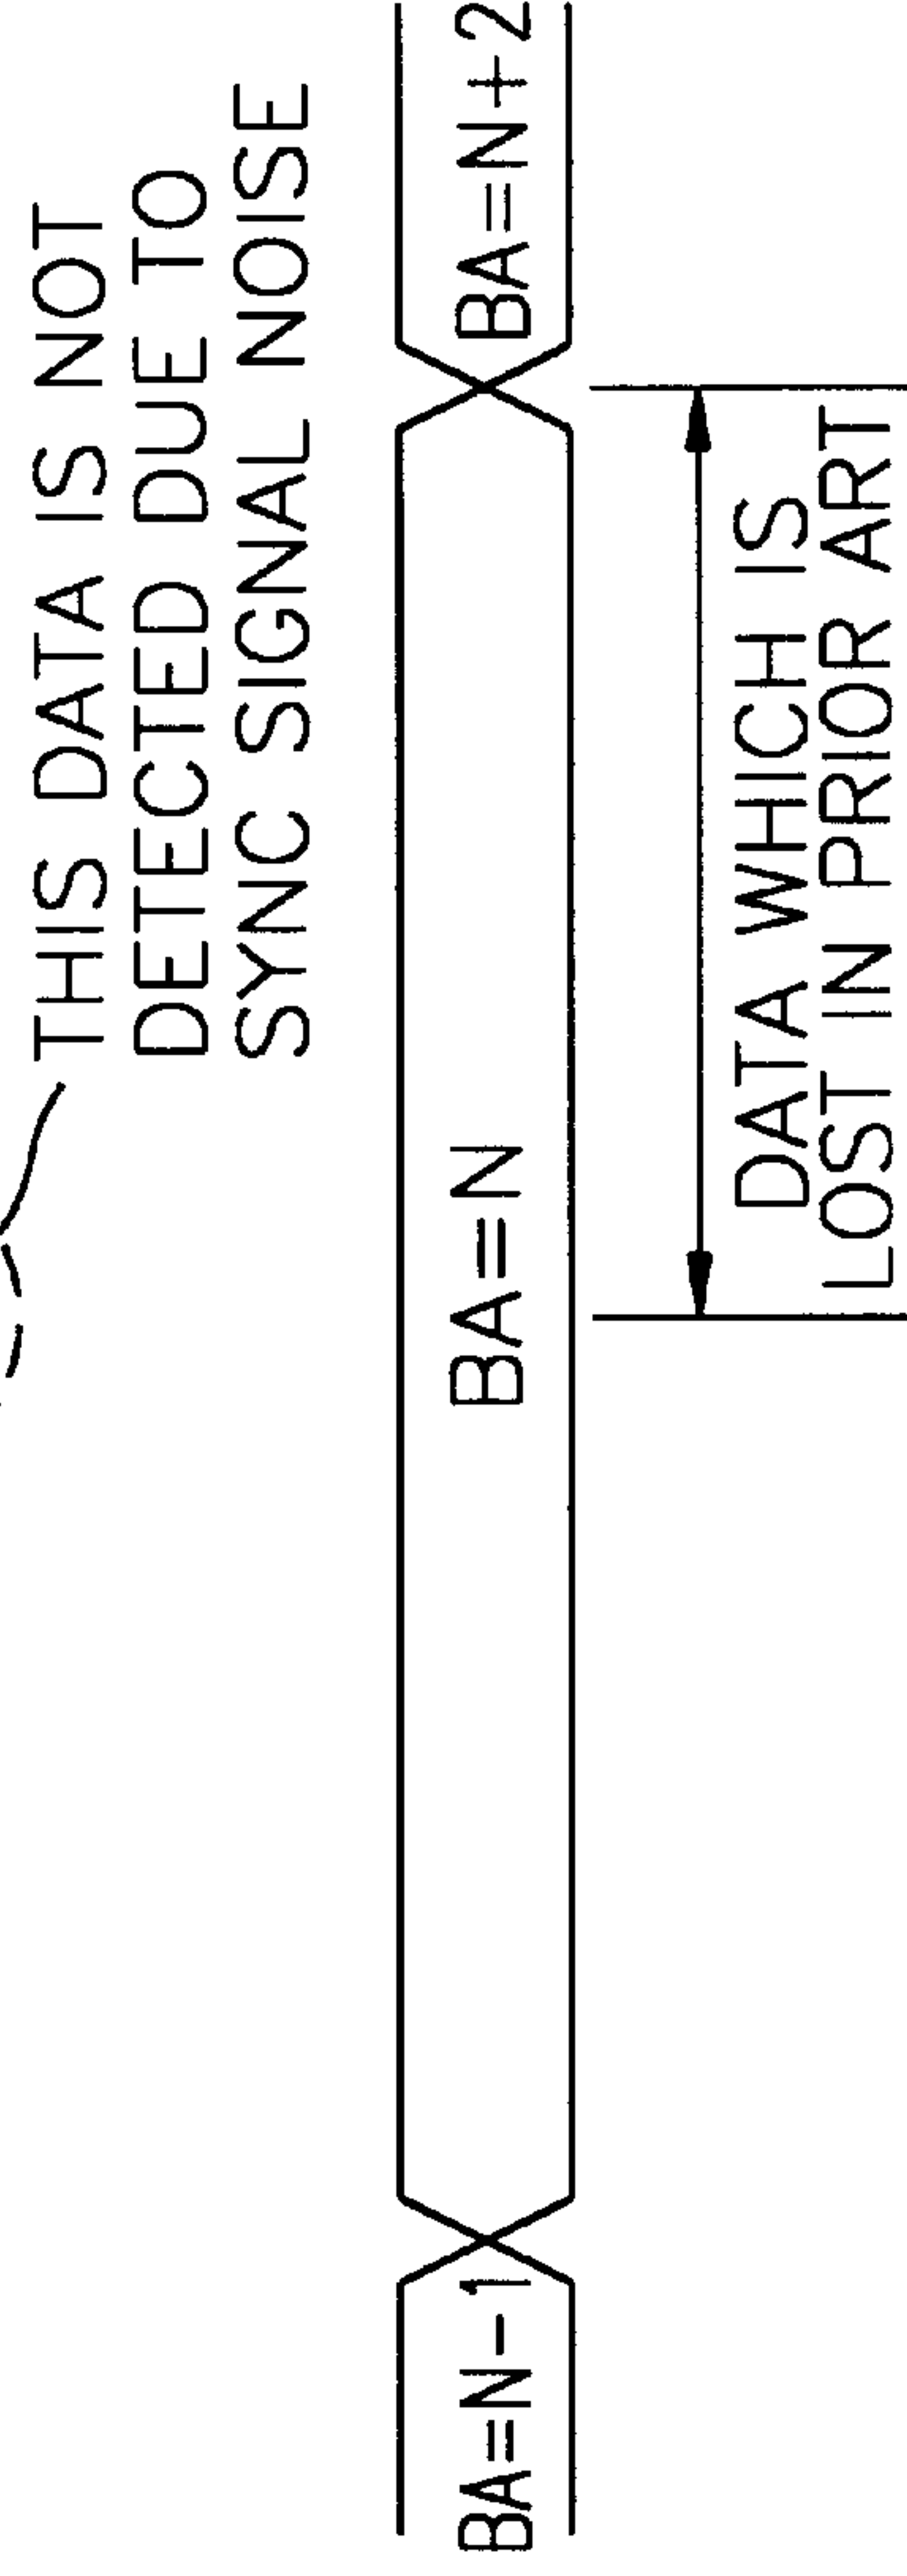 THIS DATA IS NOT
DETECTED DUE TO
SYNC SIGNAL NOISE
BA=N-1
BA=N
BA=N+2
DATA WHICH IS
LOST IN PRIOR ART